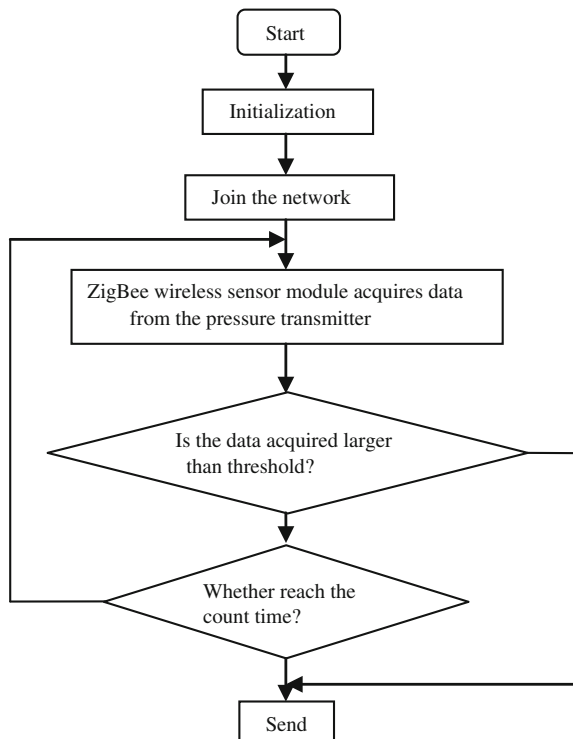 Start
Initialization
Join the network
ZigBee wireless sensor module acquires data
from the pressure transmitter
Is the data acquired larger
than threshold?
Whether reach the
count time?
Send